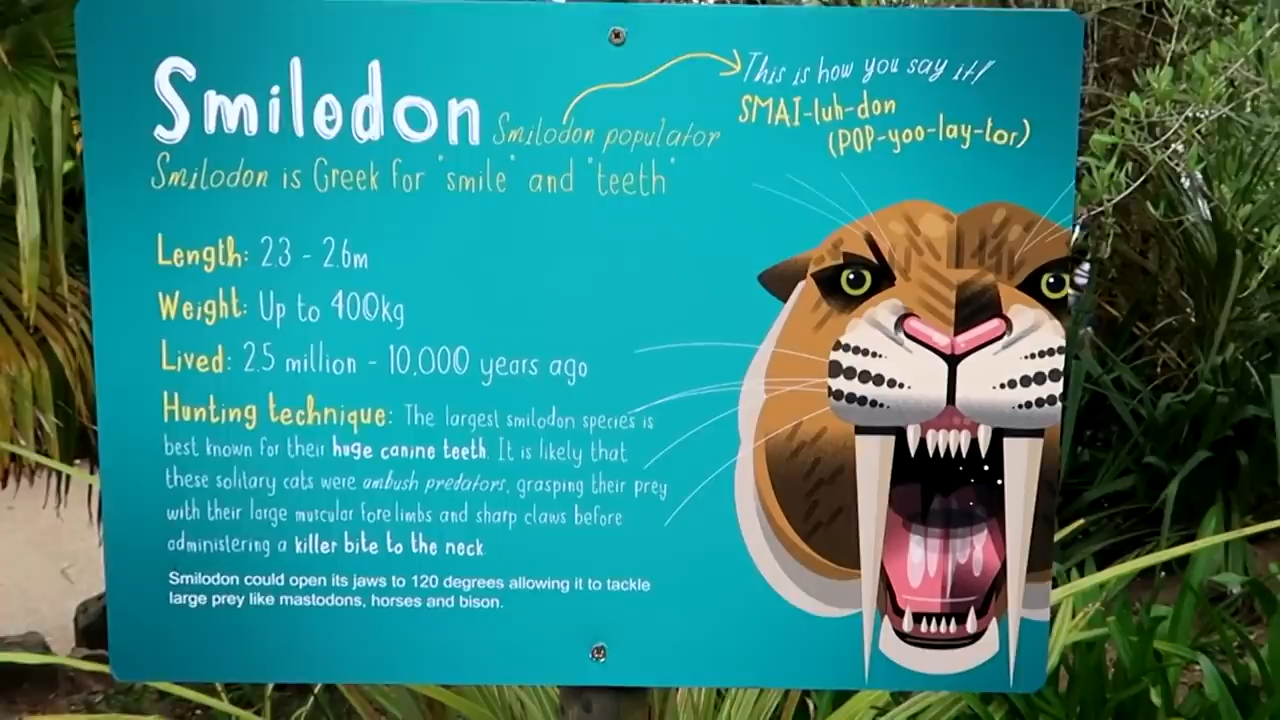 Smilodon Smilodon populator
This is how you say it!
SMAI-luh-don
(POP-yoo-lay-tor)
Smilodon is Greek for "smile" and "teeth"
Length: 2.3 - 2.6m
Weight: Up to 400kg
Lived: 2.5 million - 10,000 years ago
Hunting technique: The largest smilodon species is
best known for their huge canine teeth. It is likely that
these solitary cats were ambush predators, grasping their prey
with their large muscular forelimbs and sharp claws before
administering a killer bite to the neck.
Smilodon could open its jaws to 120 degrees allowing it to tackle
large prey like mastodons, horses and bison.